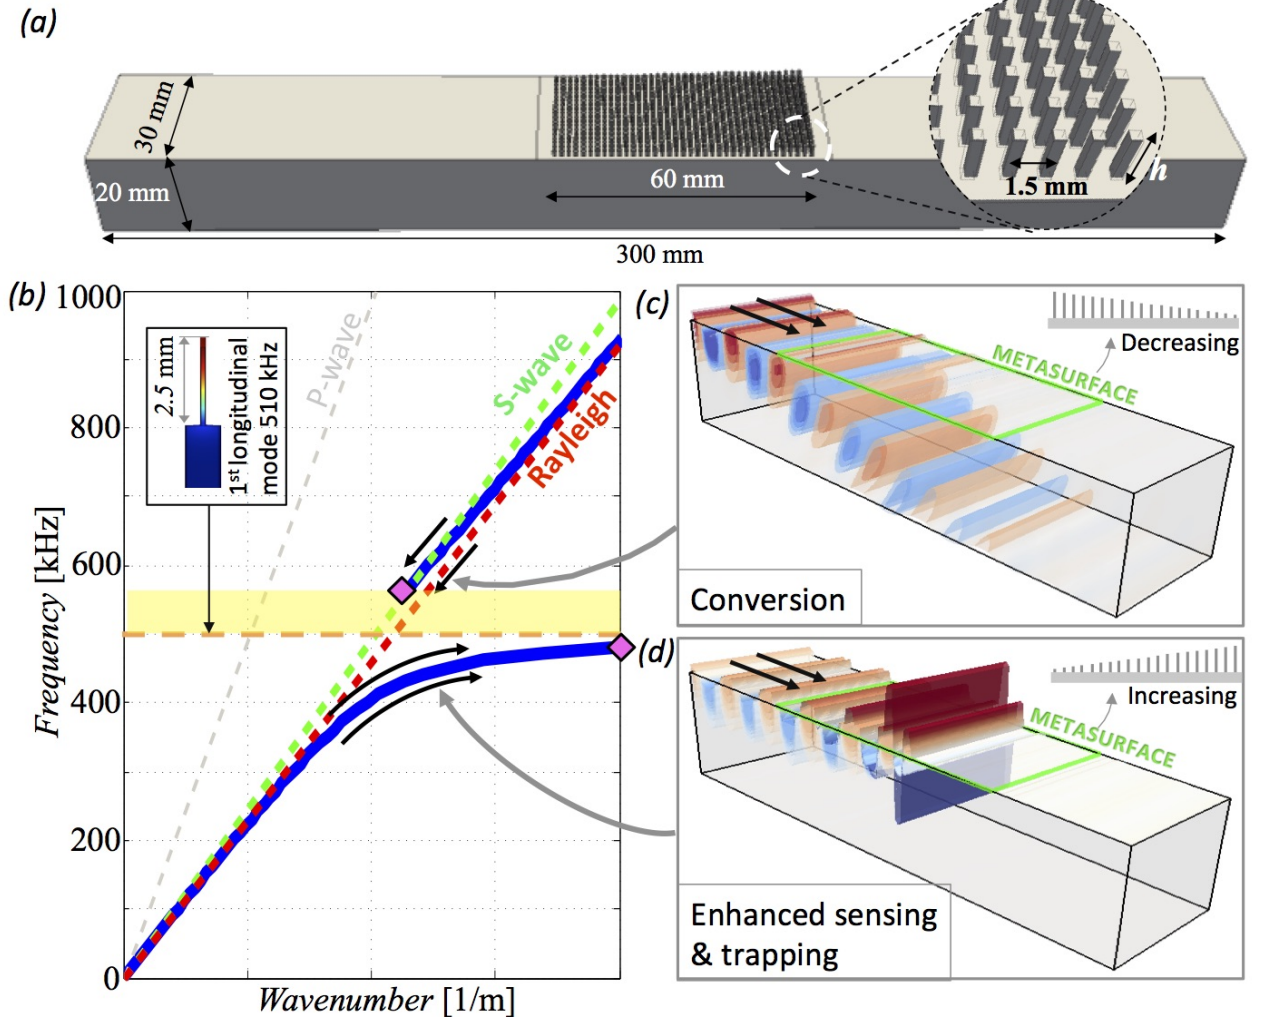 (a)
30 mm
20 mm
60 mm
1.5 mm
h
300 mm
(b)
1000
800
600
400
200
0
Frequency [kHz]
Wavenumber [1/m]
2.5 mm
1st longitudinal
mode 510 kHz
P-wave
S-wave
Rayleigh
(c)
Decreasing
METASURFACE
Conversion
(d)
Increasing
METASURFACE
Enhanced sensing
& trapping